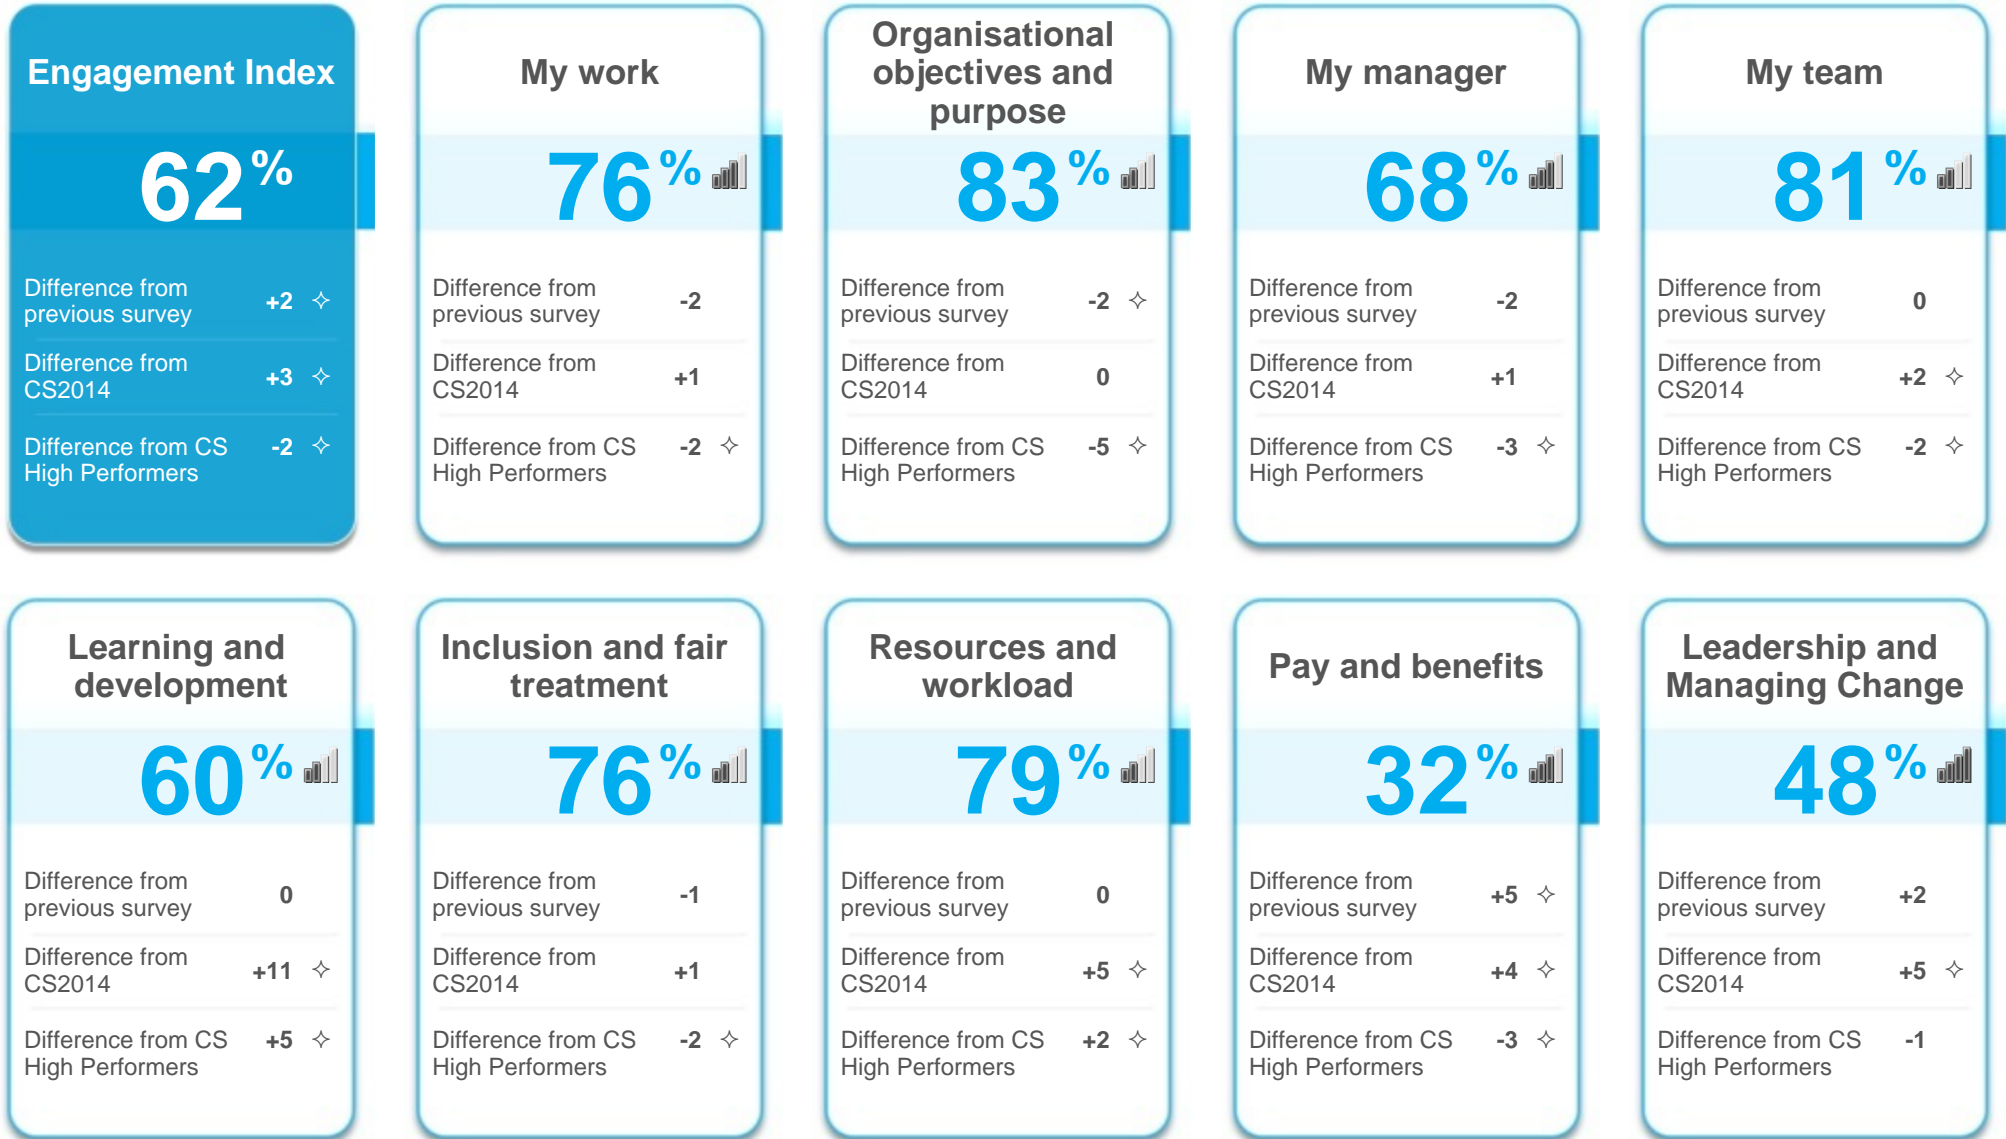 Engagement Index
62%
Difference from
previous survey +2 ✧
Difference from
CS2014 +3 ✧
Difference from CS
High Performers -2 ✧
My work
76%
Difference from
previous survey -2
Difference from
CS2014 +1
Difference from CS
High Performers -2 ✧
Organisational
objectives and
purpose
83%
Difference from
previous survey -2 ✧
Difference from
CS2014 0
Difference from CS
High Performers -5 ✧
My manager
68%
Difference from
previous survey -2
Difference from
CS2014 +1
Difference from CS
High Performers -3 ✧
My team
81%
Difference from
previous survey 0
Difference from
CS2014 +2 ✧
Difference from CS
High Performers -2 ✧
Learning and
development
60%
Difference from
previous survey 0
Difference from
CS2014 +11 ✧
Difference from CS
High Performers +5 ✧
Inclusion and fair
treatment
76%
Difference from
previous survey -1
Difference from
CS2014 +1
Difference from CS
High Performers -2 ✧
Resources and
workload
79%
Difference from
previous survey 0
Difference from
CS2014 +5 ✧
Difference from CS
High Performers +2 ✧
Pay and benefits
32%
Difference from
previous survey +5 ✧
Difference from
CS2014 +4 ✧
Difference from CS
High Performers -3 ✧
Leadership and
Managing Change
48%
Difference from
previous survey +2
Difference from
CS2014 +5 ✧
Difference from CS
High Performers -1